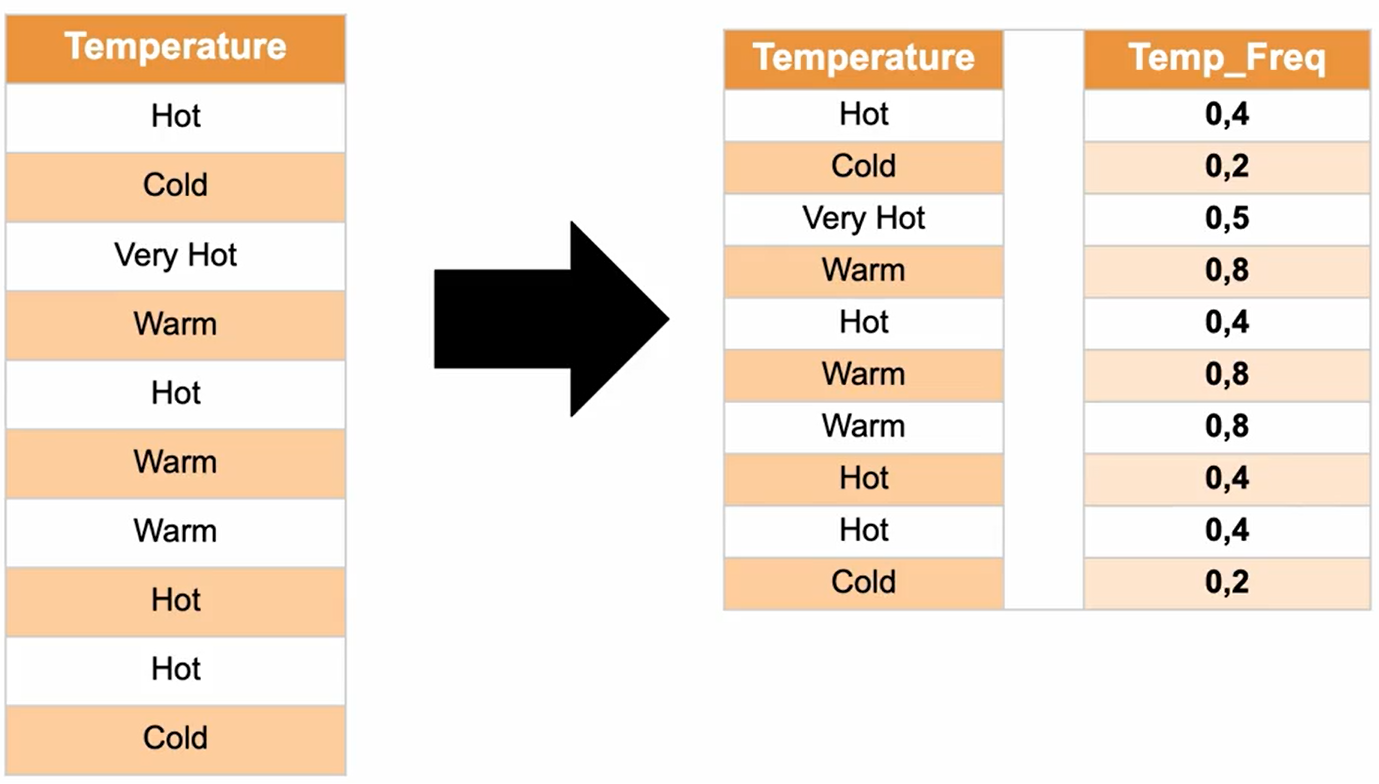 Temperature
Hot
Cold
Very Hot
Warm
Hot
Warm
Warm
Hot
Hot
Cold
Temperature Temp_Freq
Hot 0,4
Cold 0,2
Very Hot 0,5
Warm 0,8
Hot 0,4
Warm 0,8
Warm 0,8
Hot 0,4
Hot 0,4
Cold 0,2